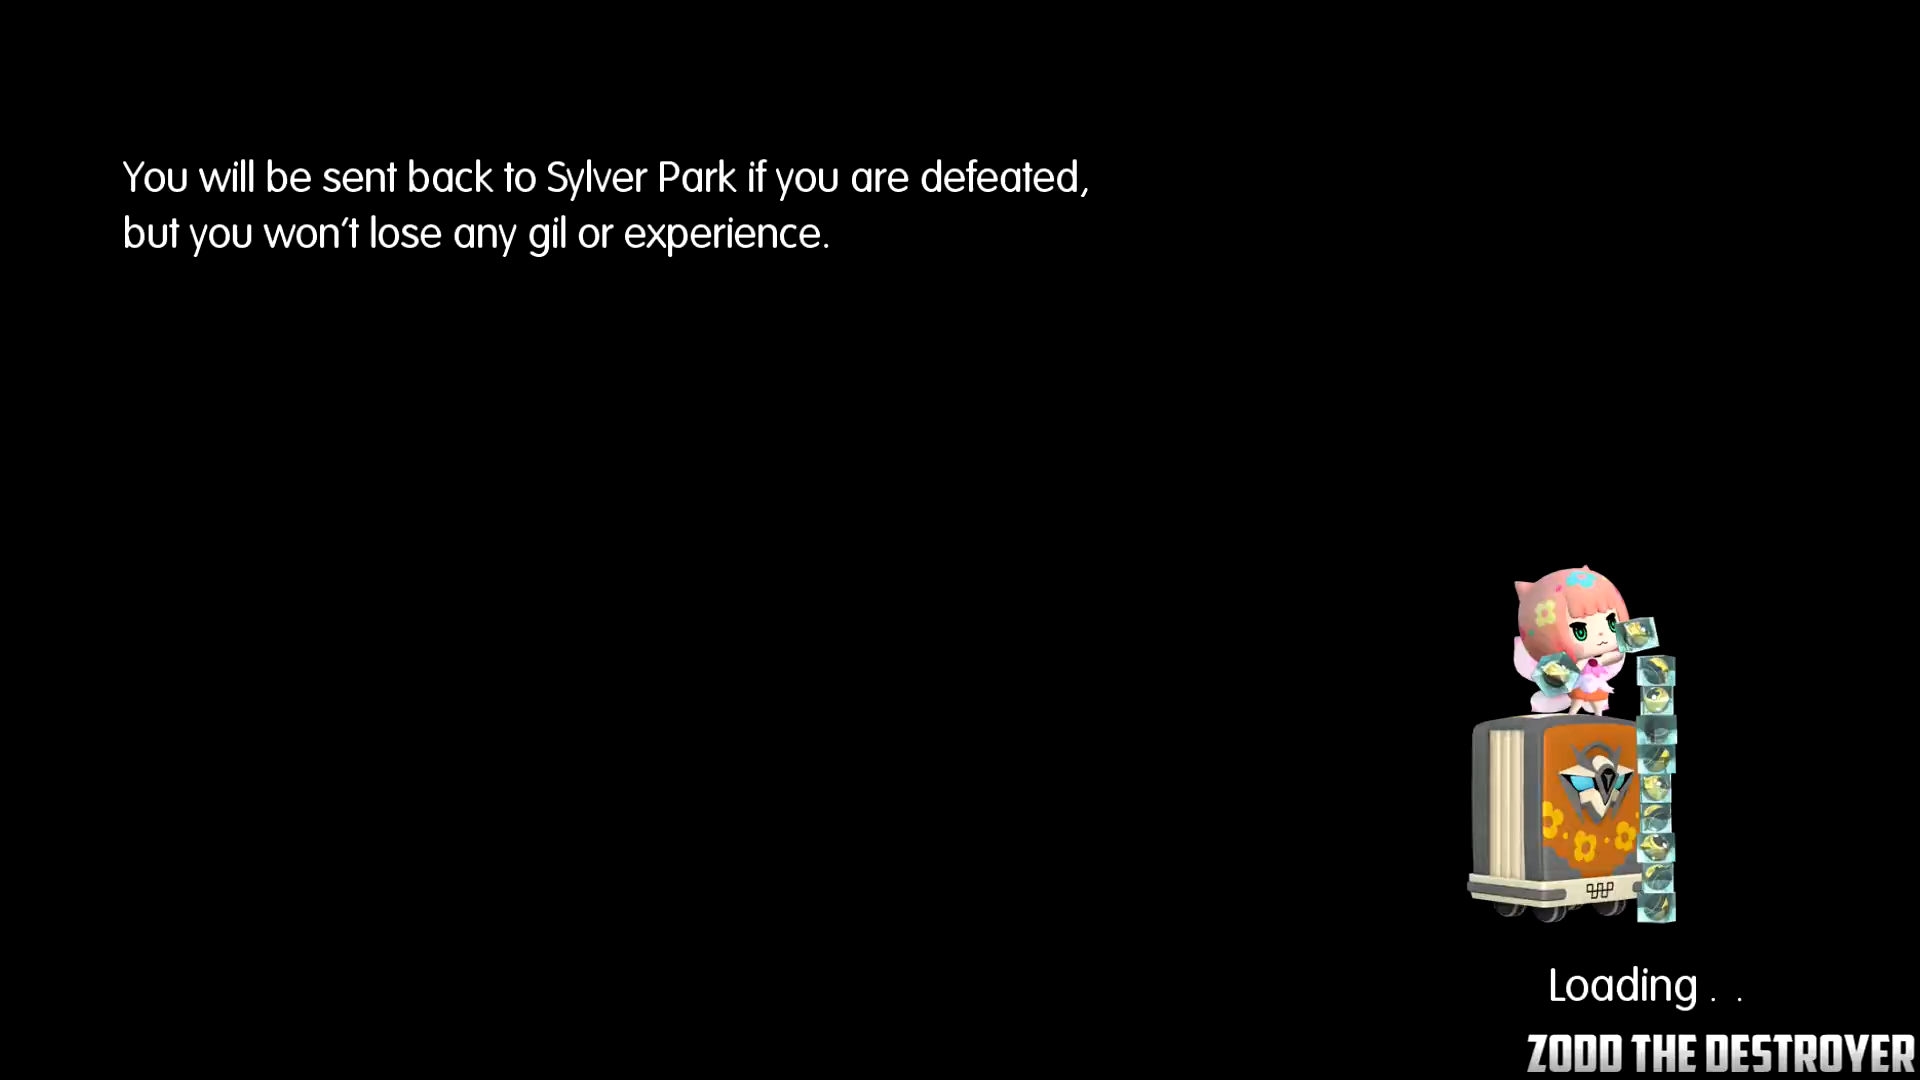 You will be sent back to Sylver Park if you are defeated,
but you won't lose any gil or experience.
Loading . .
ZODD THE DESTROYER